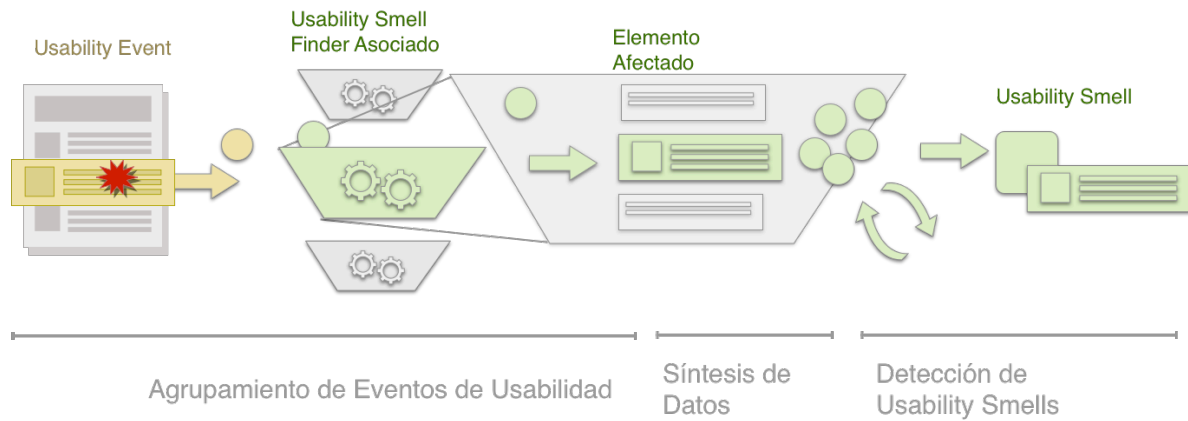 Usability Event
Usability Smell
Finder Asociado
Elemento
Afectado
Usability Smell
Agrupamiento de Eventos de Usabilidad
Síntesis de
Datos
Detección de
Usability Smells